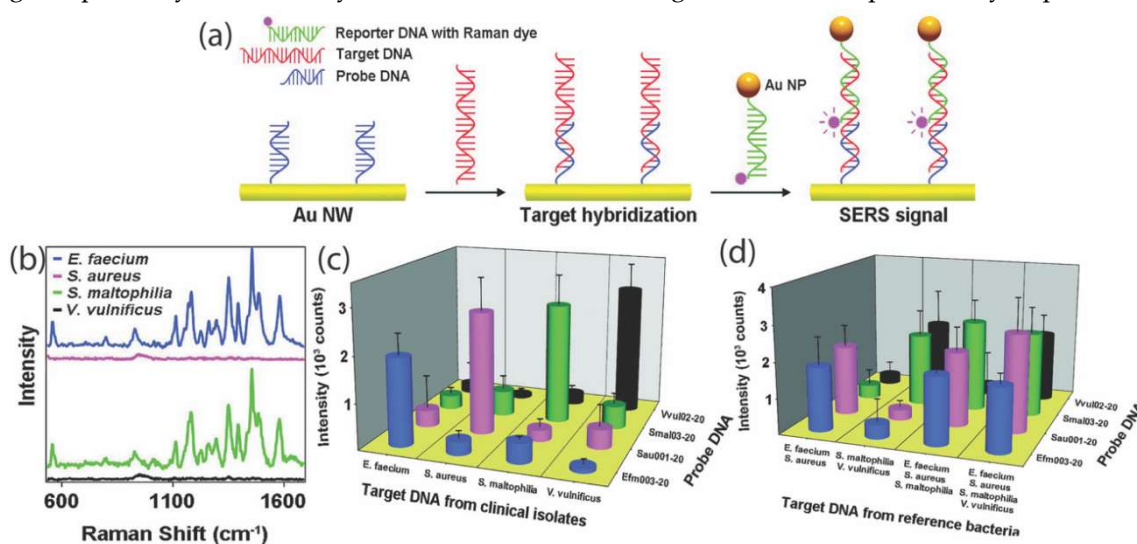 (a)
Reporter DNA with Raman dye
Target DNA
Probe DNA
Au NP
Au NW
Target hybridization
SERS signal
(b)
E. faecium
S. aureus
S. maltophilia
V. vulnificus
Intensity
600
1100
1600
Raman Shift (cm⁻¹)
(c)
Intensity (10³ counts)
3
2
1
E. faecium
S. aureus
S. maltophilia
V. vulnificus
Target DNA from clinical isolates
Vvul02-20
Smal03-20
Sau001-20
Efm003-20
Probe DNA
(d)
Intensity (10³ counts)
4
3
2
1
E. faecium
S. aureus
S. maltophilia
V. vulnificus
E. faecium
S. aureus
S. maltophilia
E. faecium
S. aureus
S. maltophilia
V. vulnificus
Target DNA from reference bacteria
Vvul02-20
Smal03-20
Sau001-20
Efm003-20
Probe DNA